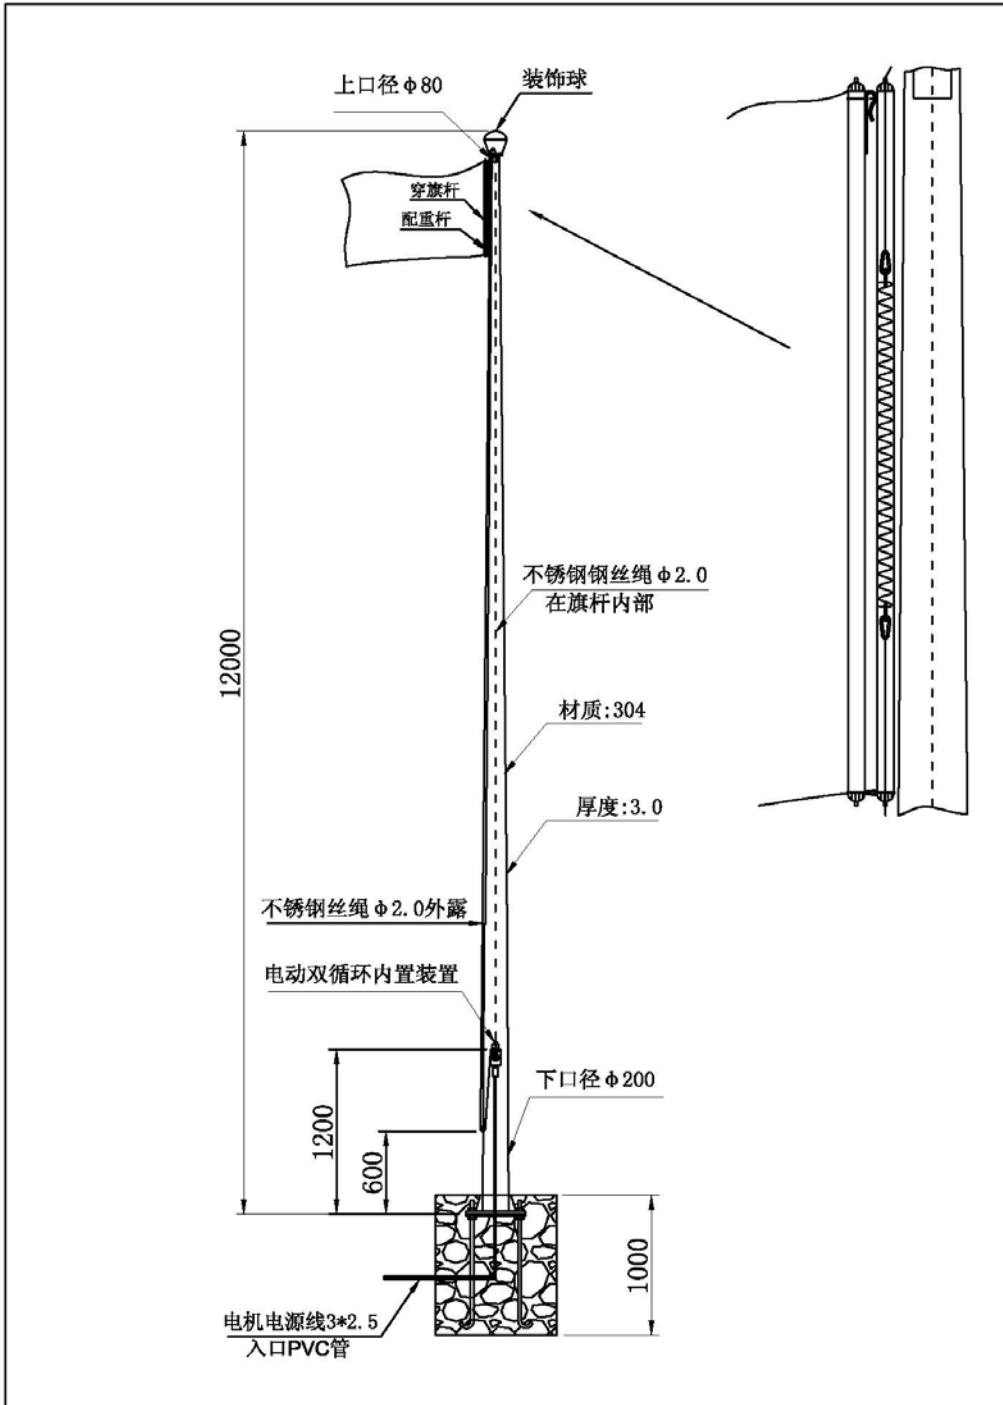 上口径φ80
装饰球
穿旗杆
配重杆
不锈钢钢丝绳φ2.0
在旗杆内部
12000
材质:304
厚度:3.0
不锈钢丝绳φ2.0外露
电动双循环内置装置
下口径φ200
1200
600
1000
电机电源线3*2.5
入口PVC管